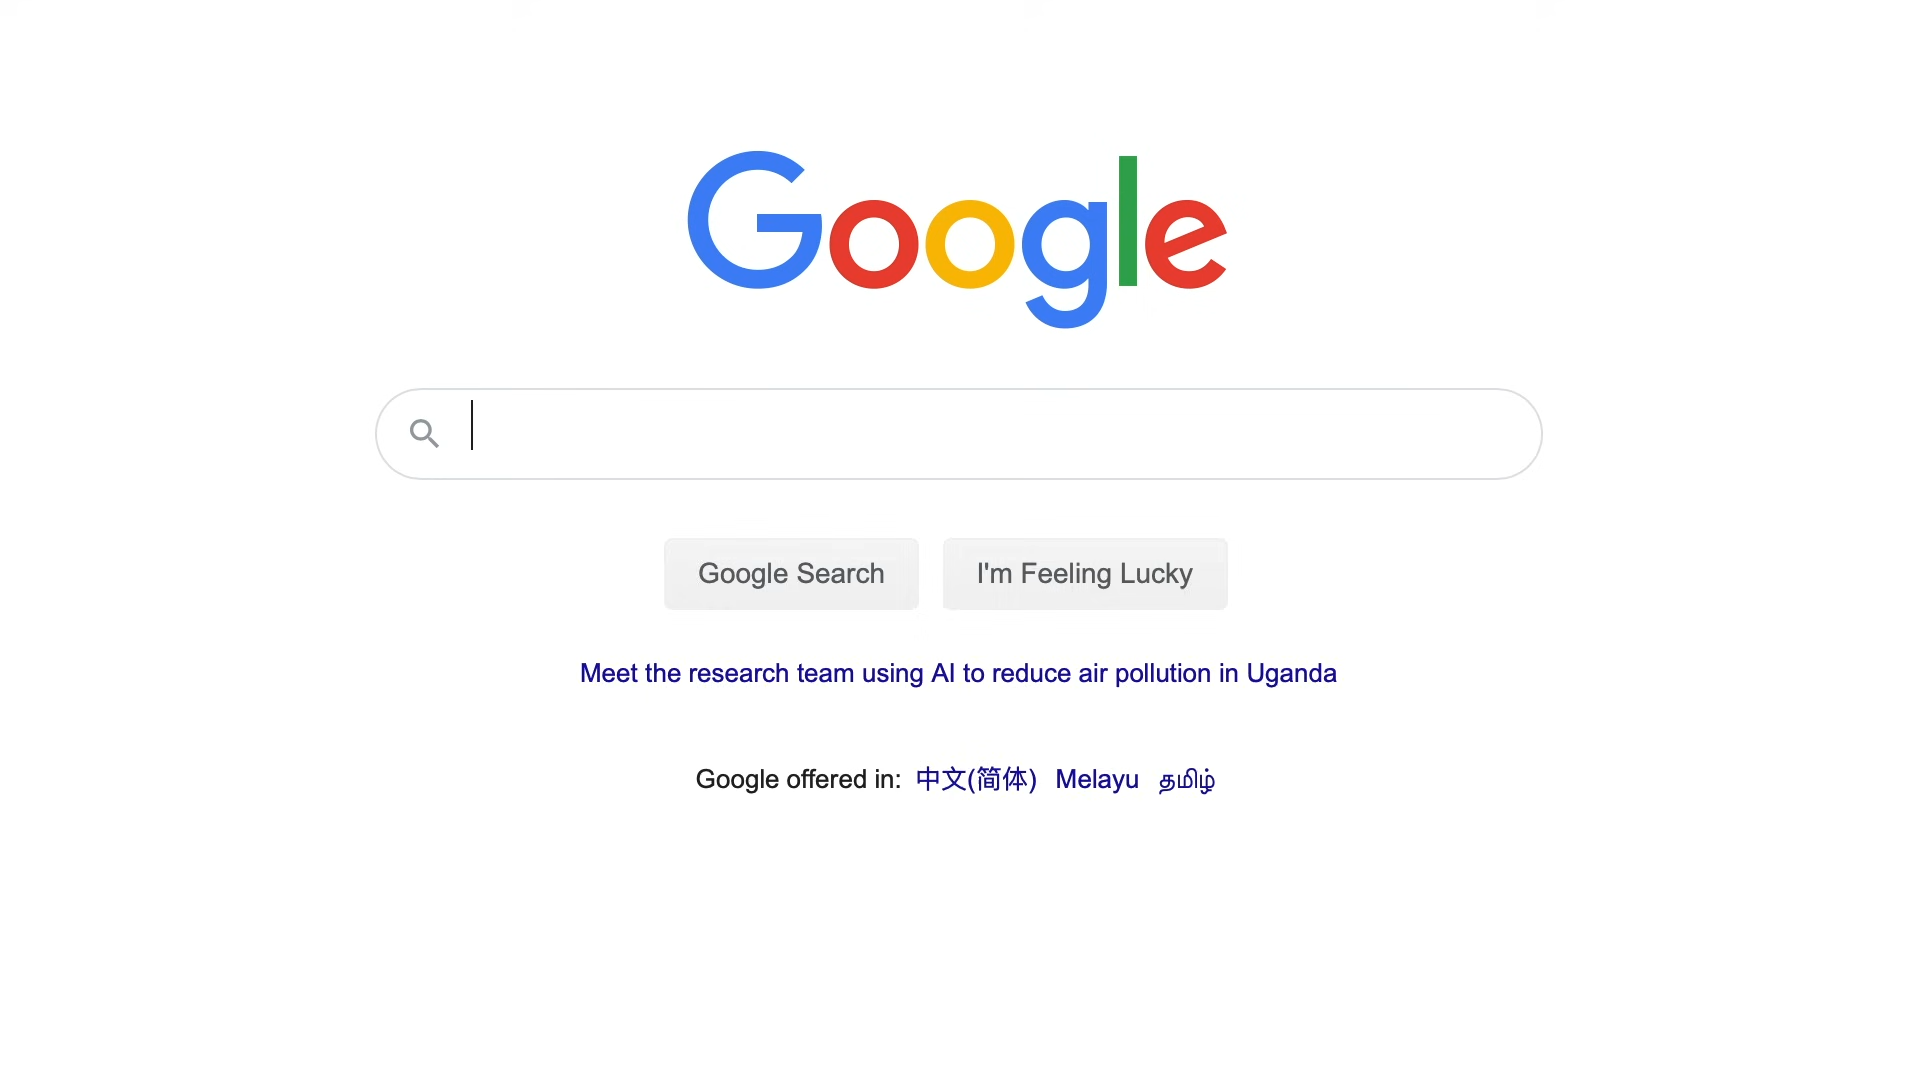 Google
Google Search
I'm Feeling Lucky
Meet the research team using AI to reduce air pollution in Uganda
Google offered in: 中文(简体) Melayu தமிழ்